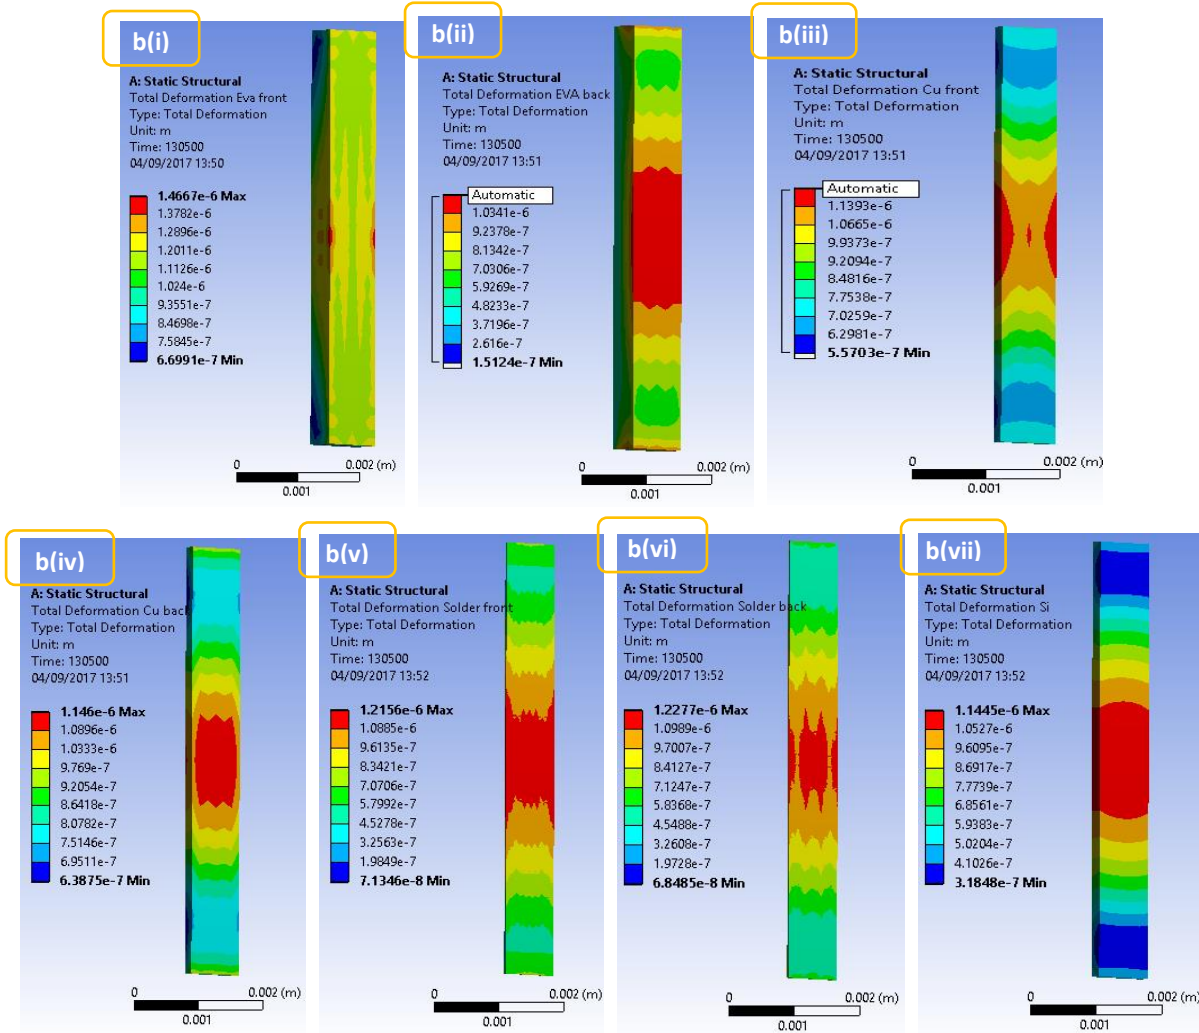 b(i)
A: Static Structural
Total Deformation Eva front
Type: Total Deformation
Unit: m
Time: 130500
04/09/2017 13:50
1.4667e-6 Max
1.3782e-6
1.2896e-6
1.2011e-6
1.1126e-6
1.024e-6
9.3551e-7
8.4698e-7
7.5845e-7
6.6991e-7 Min
0
0.002 (m)
0.001
b(ii)
A: Static Structural
Total Deformation EVA back
Type: Total Deformation
Unit: m
Time: 130500
04/09/2017 13:51
Automatic
1.0341e-6
9.2378e-7
8.1342e-7
7.0306e-7
5.9269e-7
4.8233e-7
3.7196e-7
2.616e-7
1.5124e-7 Min
0
0.002 (m)
0.001
b(iii)
A: Static Structural
Total Deformation Cu front
Type: Total Deformation
Unit: m
Time: 130500
04/09/2017 13:51
Automatic
1.1393e-6
1.0665e-6
9.9373e-7
9.2094e-7
8.4816e-7
7.7538e-7
7.0259e-7
6.2981e-7
5.5703e-7 Min
0
0.002 (m)
0.001
b(iv)
A: Static Structural
Total Deformation Cu back
Type: Total Deformation
Unit: m
Time: 130500
04/09/2017 13:51
1.146e-6 Max
1.0896e-6
1.0333e-6
9.769e-7
9.2054e-7
8.6418e-7
8.0782e-7
7.5146e-7
6.9511e-7
6.3875e-7 Min
0
0.002 (m)
0.001
b(v)
A: Static Structural
Total Deformation Solder front
Type: Total Deformation
Unit: m
Time: 130500
04/09/2017 13:52
1.2156e-6 Max
1.0885e-6
9.6135e-7
8.3421e-7
7.0706e-7
5.7992e-7
4.5278e-7
3.2563e-7
1.9849e-7
7.1346e-8 Min
0
0.002 (m)
0.001
b(vi)
A: Static Structural
Total Deformation Solder back
Type: Total Deformation
Unit: m
Time: 130500
04/09/2017 13:52
1.2277e-6 Max
1.0989e-6
9.7007e-7
8.4127e-7
7.1247e-7
5.8368e-7
4.5488e-7
3.2608e-7
1.9728e-7
6.8485e-8 Min
0
0.002 (m)
0.001
b(vii)
A: Static Structural
Total Deformation Si
Type: Total Deformation
Unit: m
Time: 130500
04/09/2017 13:52
1.1445e-6 Max
1.0527e-6
9.6095e-7
8.6917e-7
7.7739e-7
6.8561e-7
5.9383e-7
5.0204e-7
4.1026e-7
3.1848e-7 Min
0
0.002 (m)
0.001